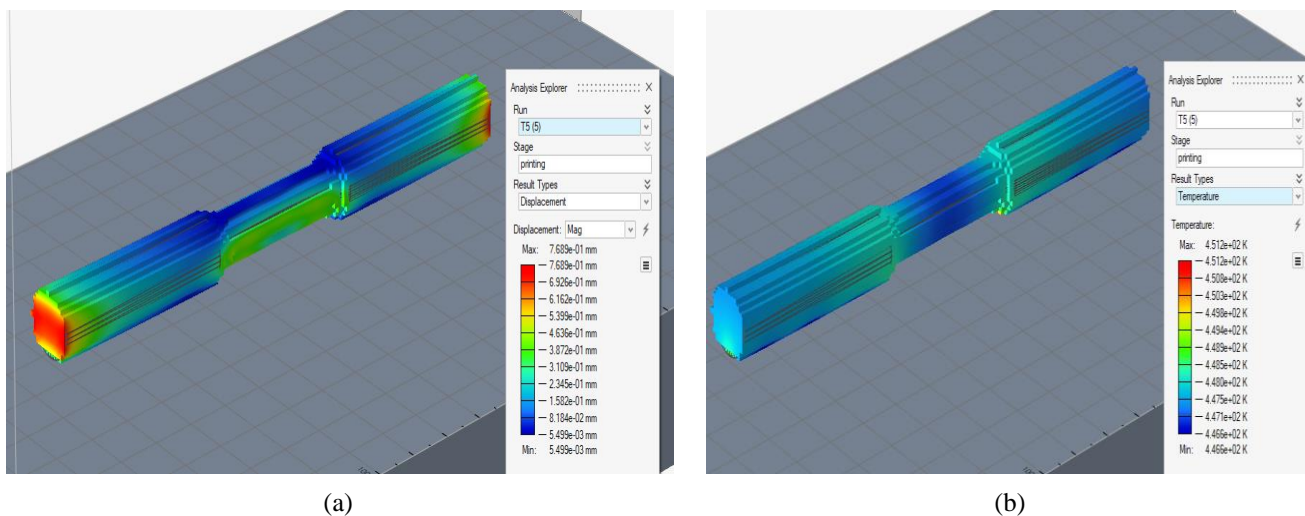 Analysis Explorer
Run
T5 (5)
Stage
printing
Result Types
Displacement
Displacement: Mag
Max: 7.689e-01 mm
7.689e-01 mm
6.926e-01 mm
6.162e-01 mm
5.399e-01 mm
4.636e-01 mm
3.872e-01 mm
3.109e-01 mm
2.345e-01 mm
1.582e-01 mm
8.184e-02 mm
5.499e-03 mm
Min: 5.499e-03 mm
(a)
Analysis Explorer
Run
T5 (5)
Stage
printing
Result Types
Temperature
Temperature:
Max: 4.512e+02 K
4.512e+02 K
4.508e+02 K
4.503e+02 K
4.498e+02 K
4.494e+02 K
4.489e+02 K
4.485e+02 K
4.480e+02 K
4.475e+02 K
4.471e+02 K
4.466e+02 K
Min: 4.466e+02 K
(b)